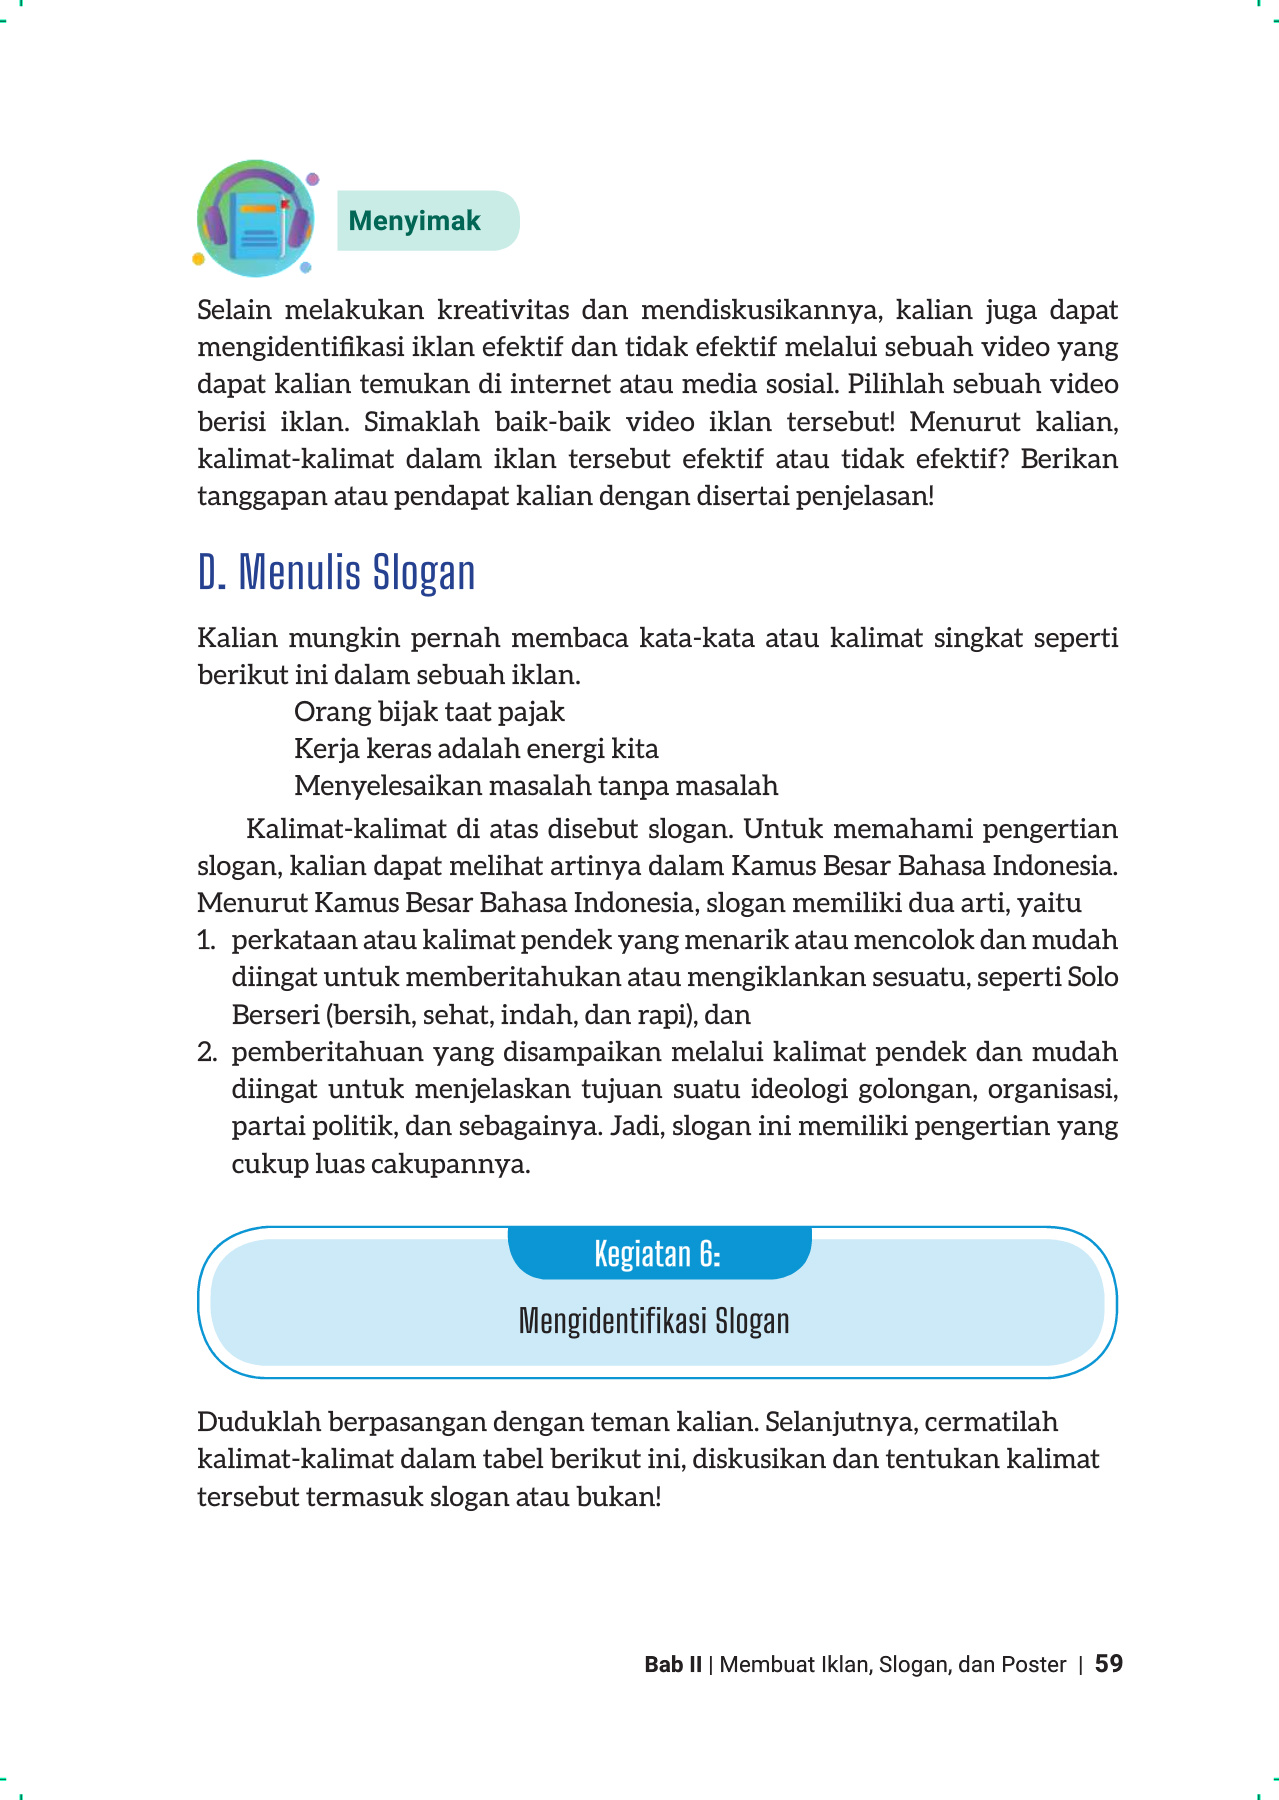 Menyimak
Selain melakukan kreativitas dan mendiskusikannya, kalian juga dapat
mengidentifikasi iklan efektif dan tidak efektif melalui sebuah video yang
dapat kalian temukan di internet atau media sosial. Pilihlah sebuah video
berisi iklan. Simaklah baik-baik video iklan tersebut! Menurut kalian,
kalimat-kalimat dalam iklan tersebut efektif atau tidak efektif? Berikan
tanggapan atau pendapat kalian dengan disertai penjelasan!
D. Menulis Slogan
Kalian mungkin pernah membaca kata-kata atau kalimat singkat seperti
berikut ini dalam sebuah iklan.
Orang bijak taat pajak
Kerja keras adalah energi kita
Menyelesaikan masalah tanpa masalah
Kalimat-kalimat di atas disebut slogan. Untuk memahami pengertian
slogan, kalian dapat melihat artinya dalam Kamus Besar Bahasa Indonesia.
Menurut Kamus Besar Bahasa Indonesia, slogan memiliki dua arti, yaitu
1. perkataan atau kalimat pendek yang menarik atau mencolok dan mudah
diingat untuk memberitahukan atau mengiklankan sesuatu, seperti Solo
Berseri (bersih, sehat, indah, dan rapi), dan
2. pemberitahuan yang disampaikan melalui kalimat pendek dan mudah
diingat untuk menjelaskan tujuan suatu ideologi golongan, organisasi,
partai politik, dan sebagainya. Jadi, slogan ini memiliki pengertian yang
cukup luas cakupannya.
Kegiatan 6:
Mengidentifikasi Slogan
Duduklah berpasangan dengan teman kalian. Selanjutnya, cermatilah
kalimat-kalimat dalam tabel berikut ini, diskusikan dan tentukan kalimat
tersebut termasuk slogan atau bukan!
Bab II | Membuat Iklan, Slogan, dan Poster | 59